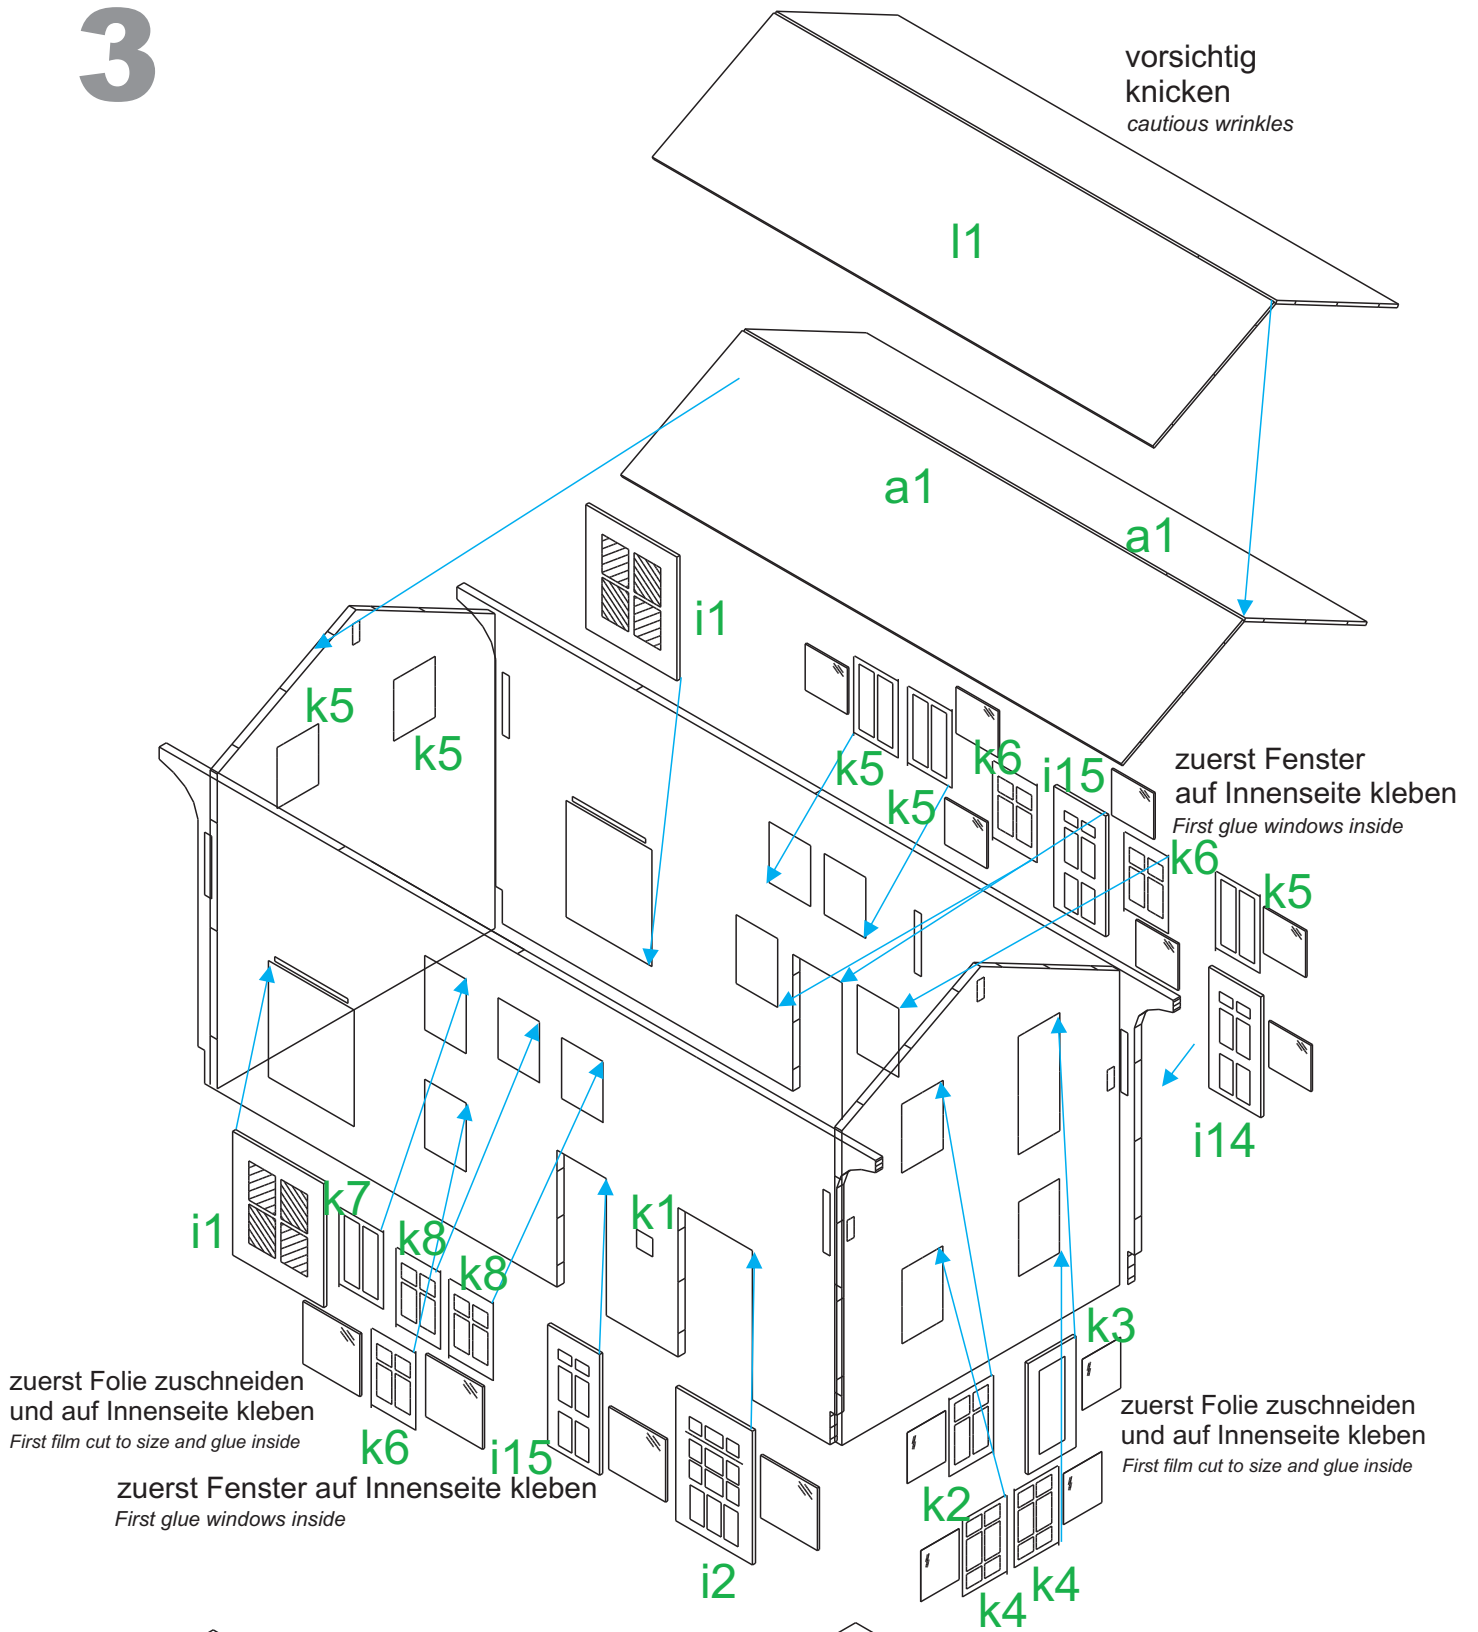 3
vorsichtig
knicken
cautious wrinkles
l1
a1
a1
i1
k5
k5
k5
k5
k6
i15
zuerst Fenster
auf Innenseite kleben
First glue windows inside
k6
k5
i14
k7
i1
k8
k8
k1
k3
zuerst Folie zuschneiden
und auf Innenseite kleben
First film cut to size and glue inside
k6
i15
zuerst Fenster auf Innenseite kleben
First glue windows inside
i2
k2
k4
k4
zuerst Folie zuschneiden
und auf Innenseite kleben
First film cut to size and glue inside